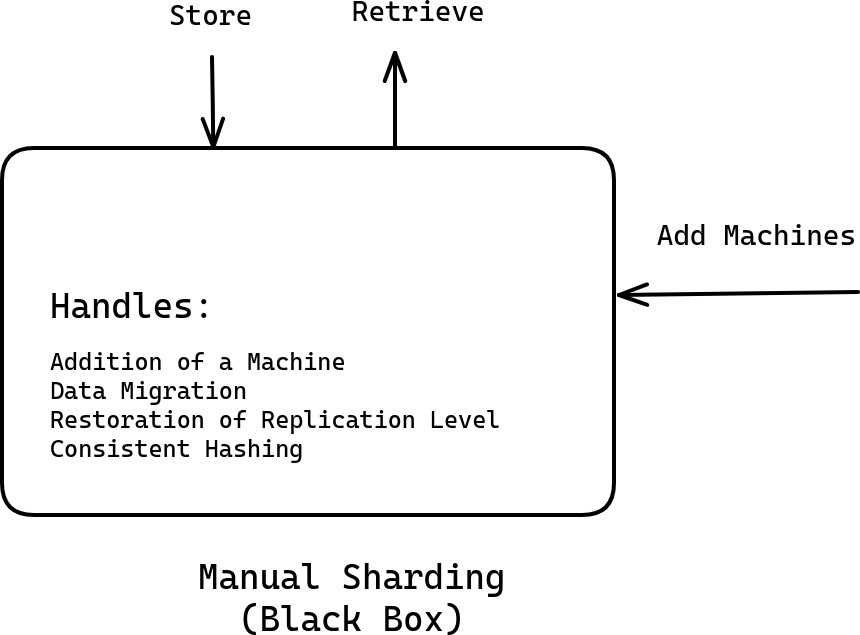 Store
Retrieve
Add Machines
Handles:
Addition of a Machine
Data Migration
Restoration of Replication Level
Consistent Hashing
Manual Sharding
(Black Box)